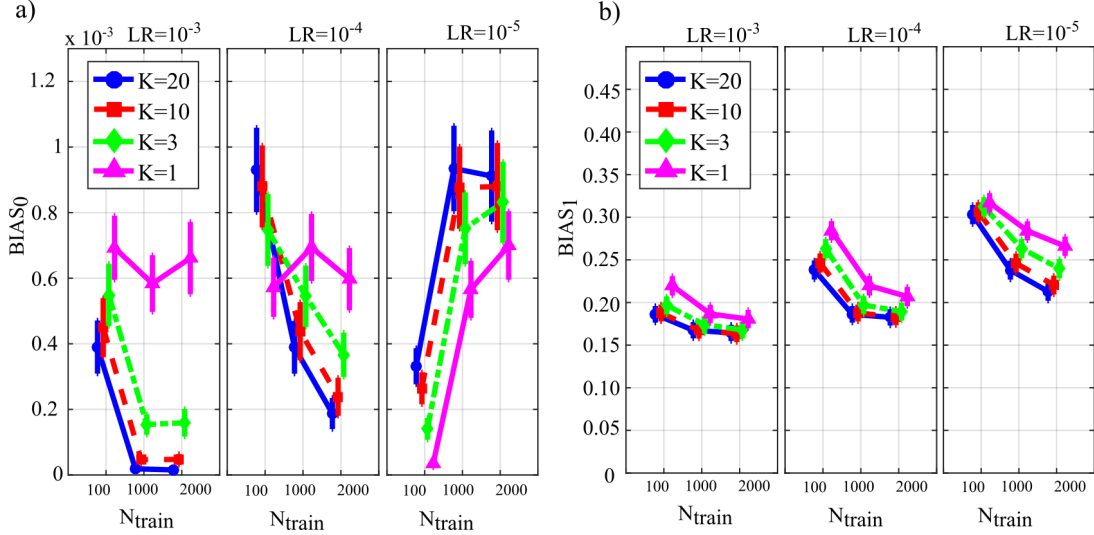 a)
x 10-3
LR=10-3
LR=10-4
LR=10-5
1.2
1
0.8
0.6
0.4
0.2
0
BIAS0
K=20
K=10
K=3
K=1
100 1000 2000
100 1000 2000
100 1000 2000
Ntrain
Ntrain
Ntrain
b)
LR=10-3
LR=10-4
LR=10-5
0.45
0.40
0.35
0.30
0.25
0.20
0.15
0.1
0.05
0
BIAS1
K=20
K=10
K=3
K=1
100 1000 2000
100 1000 2000
100 1000 2000
Ntrain
Ntrain
Ntrain